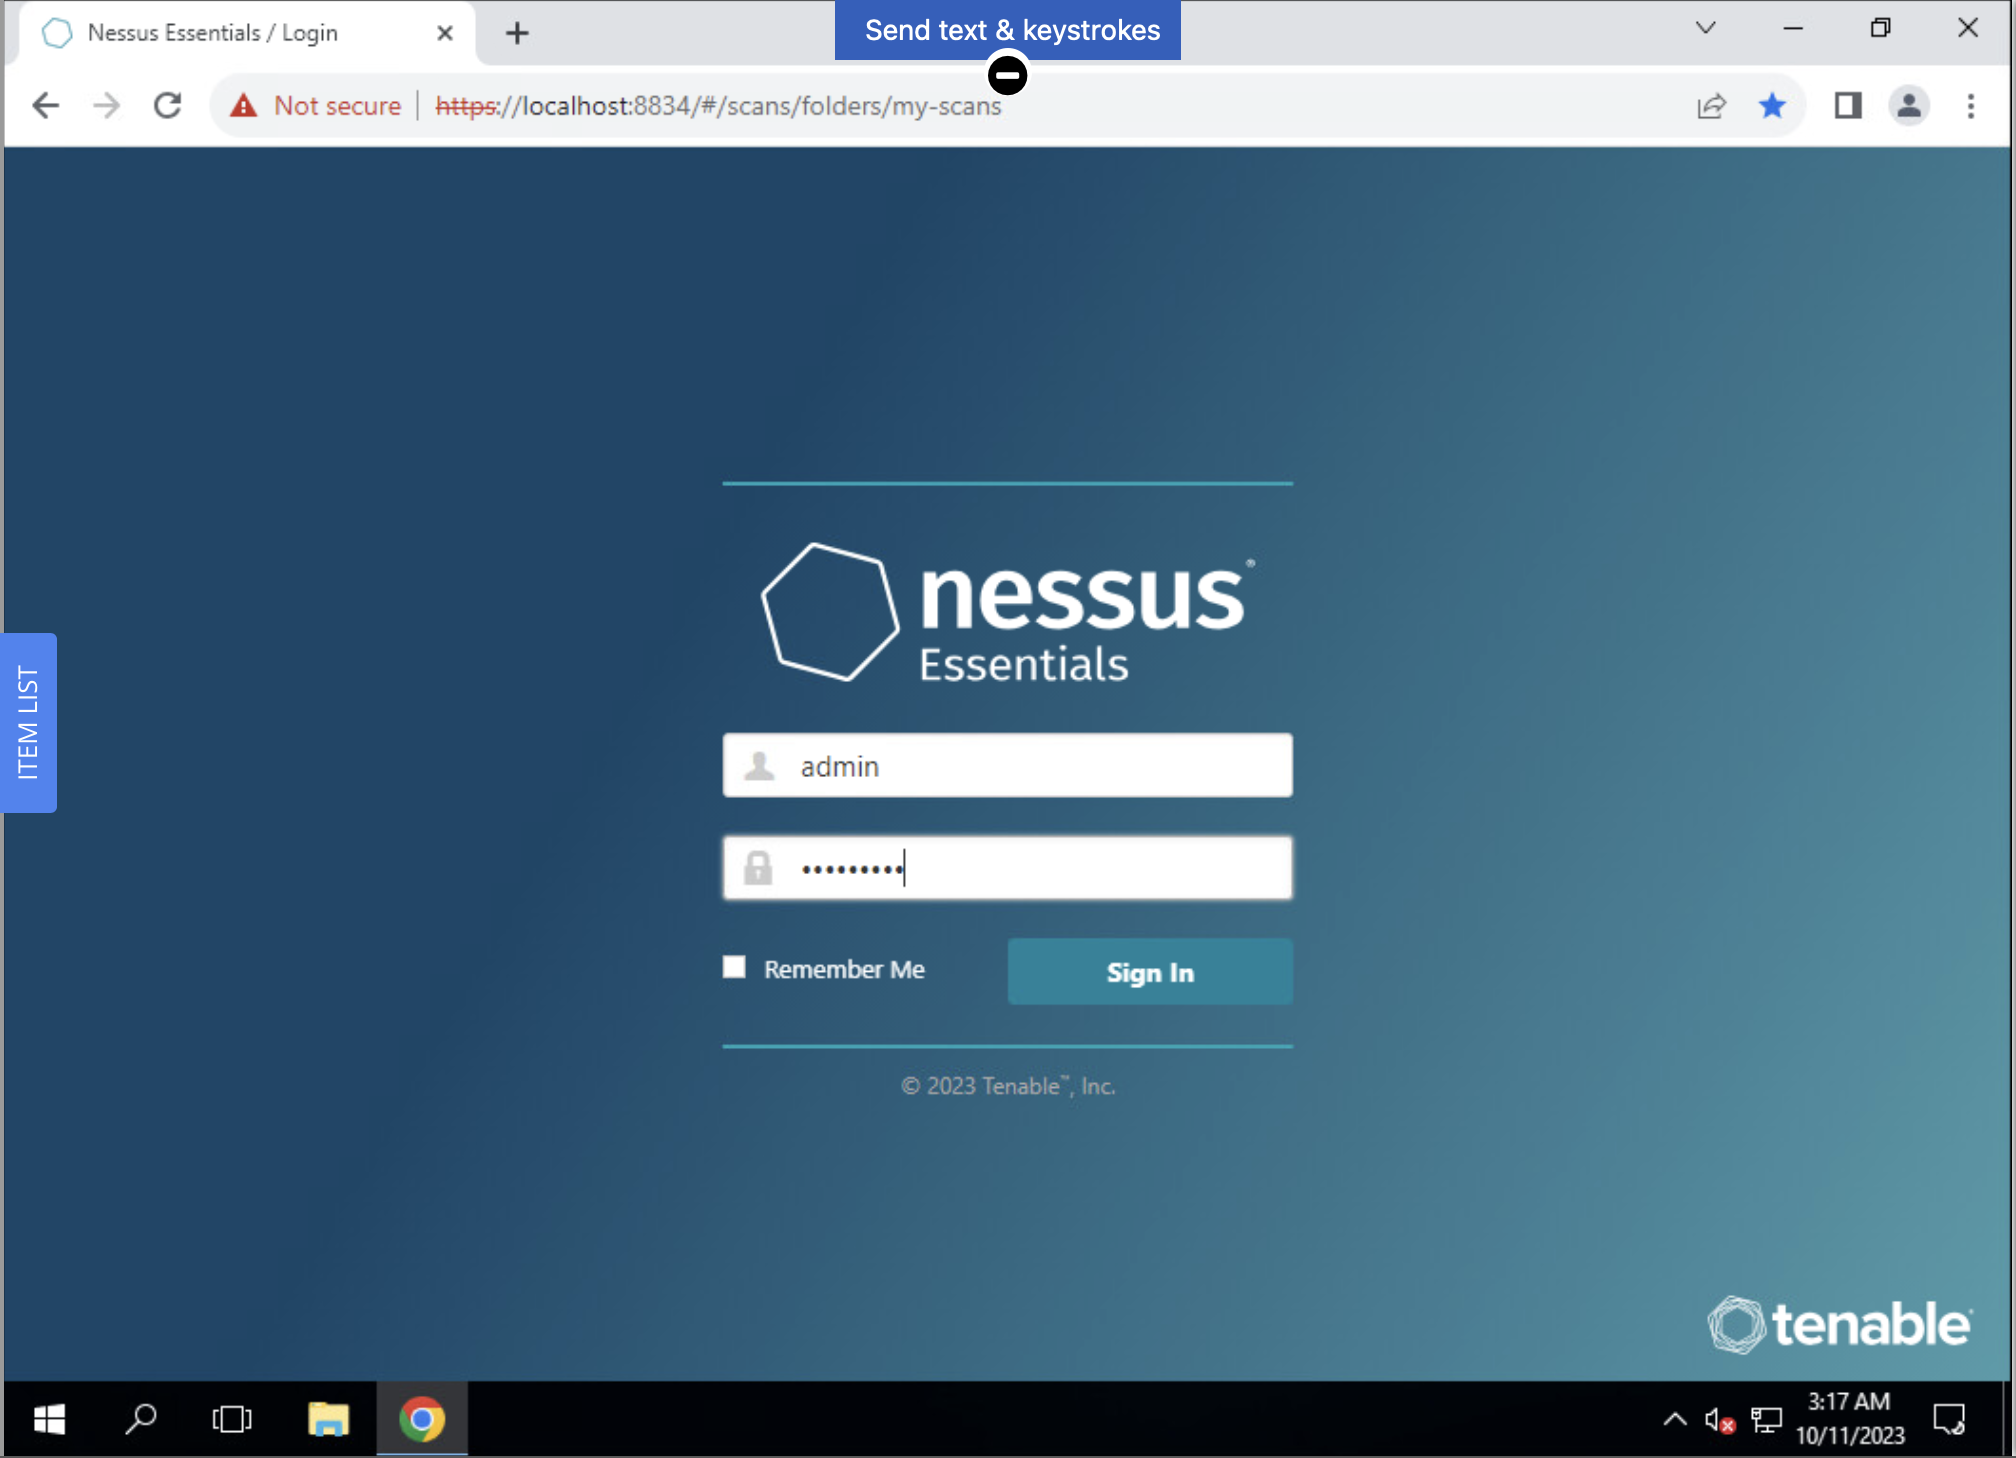 Nessus Essentials / Login
Send text & keystrokes
Not secure
https://localhost:8834/#/scans/folders/my-scans
nessus®
Essentials
ITEM LIST
admin
•••••••••
Remember Me
Sign In
© 2023 Tenable™, Inc.
tenable
3:17 AM
10/11/2023